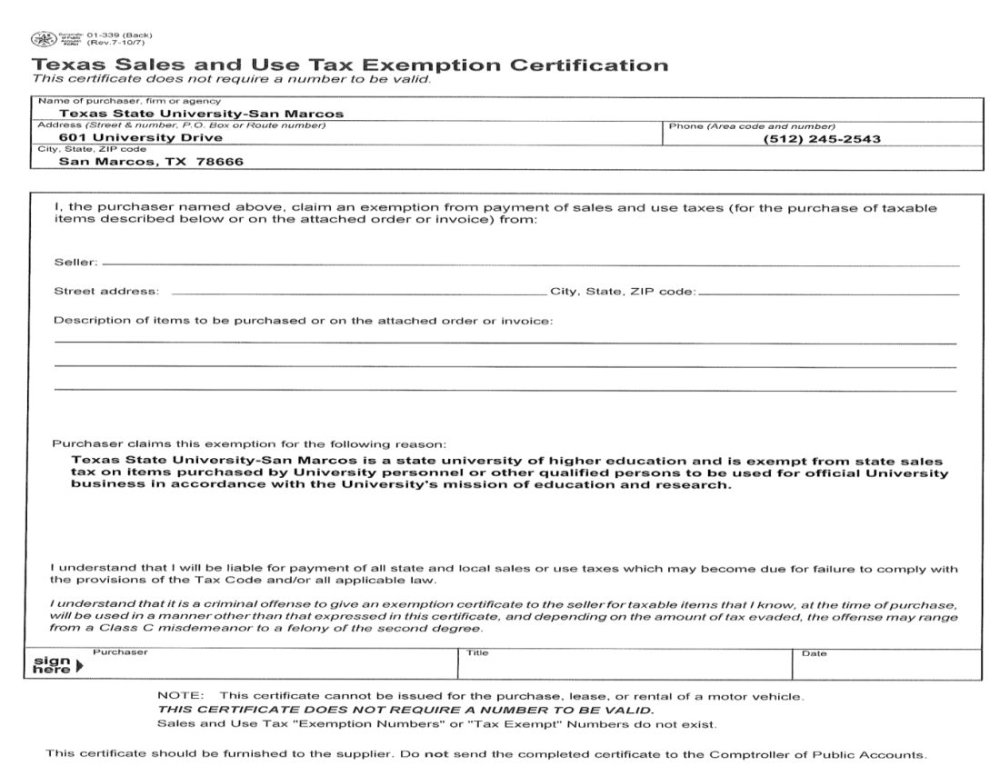 01-339 (Back)
(Rev.7-10/7)
Texas Sales and Use Tax Exemption Certification
This certificate does not require a number to be valid.
Name of purchaser, firm or agency
Texas State University-San Marcos
Address (Street & number, P.O. Box or Route number)
Phone (Area code and number)
601 University Drive
(512) 245-2543
City, State, ZIP code
San Marcos, TX 78666
I, the purchaser named above, claim an exemption from payment of sales and use taxes (for the purchase of taxable
items described below or on the attached order or invoice) from:
Seller:
Street address: City, State, ZIP code:
Description of items to be purchased or on the attached order or invoice:
Purchaser claims this exemption for the following reason:
Texas State University-San Marcos is a state university of higher education and is exempt from state sales
tax on items purchased by University personnel or other qualified persons to be used for official University
business in accordance with the University's mission of education and research.
I understand that I will be liable for payment of all state and local sales or use taxes which may become due for failure to comply with
the provisions of the Tax Code and/or all applicable law.
I understand that it is a criminal offense to give an exemption certificate to the seller for taxable items that I know, at the time of purchase,
will be used in a manner other than that expressed in this certificate, and depending on the amount of tax evaded, the offense may range
from a Class C misdemeanor to a felony of the second degree.
sign
here
Purchaser
Title
Date
NOTE: This certificate cannot be issued for the purchase, lease, or rental of a motor vehicle.
THIS CERTIFICATE DOES NOT REQUIRE A NUMBER TO BE VALID.
Sales and Use Tax "Exemption Numbers" or "Tax Exempt" Numbers do not exist.
This certificate should be furnished to the supplier. Do not send the completed certificate to the Comptroller of Public Accounts.